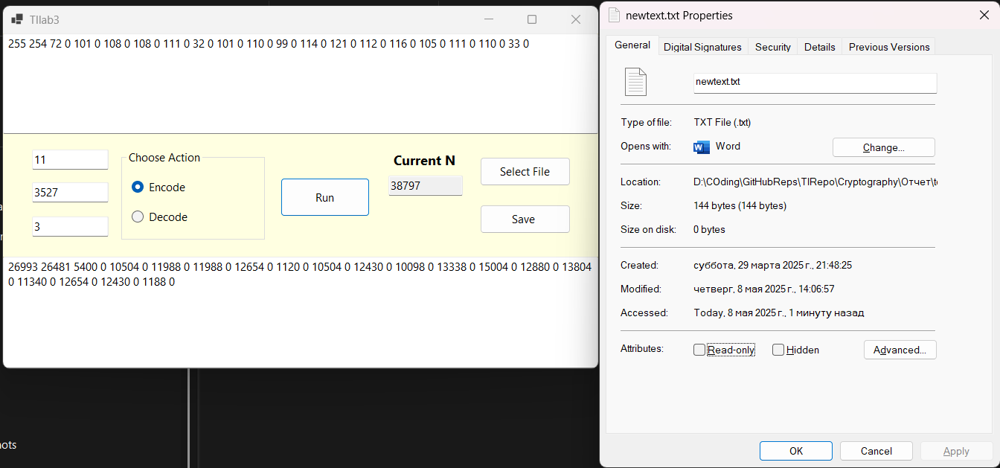 TIlab3
255 254 72 0 101 0 108 0 108 0 111 0 32 0 101 0 110 0 99 0 114 0 121 0 112 0 116 0 105 0 111 0 110 0 33 0
11
3527
3
Choose Action
Encode
Decode
Run
Current N
38797
Select File
Save
26993 26481 5400 0 10504 0 11988 0 11988 0 12654 0 1120 0 10504 0 12430 0 10098 0 13338 0 15004 0 12880 0 13804
0 11340 0 12654 0 12430 0 1188 0
nots
newtext.txt Properties
General
Digital Signatures
Security
Details
Previous Versions
newtext.txt
Type of file: TXT File (.txt)
Opens with: Word
Change...
Location: D:\COding\GitHubReps\TIRepo\Cryptography\Отчет\te
Size: 144 bytes (144 bytes)
Size on disk: 0 bytes
Created: суббота, 29 марта 2025 г., 21:48:25
Modified: четверг, 8 мая 2025 г., 14:06:57
Accessed: Today, 8 мая 2025 г., 1 минуту назад
Attributes: Read-only Hidden
Advanced...
OK
Cancel
Apply